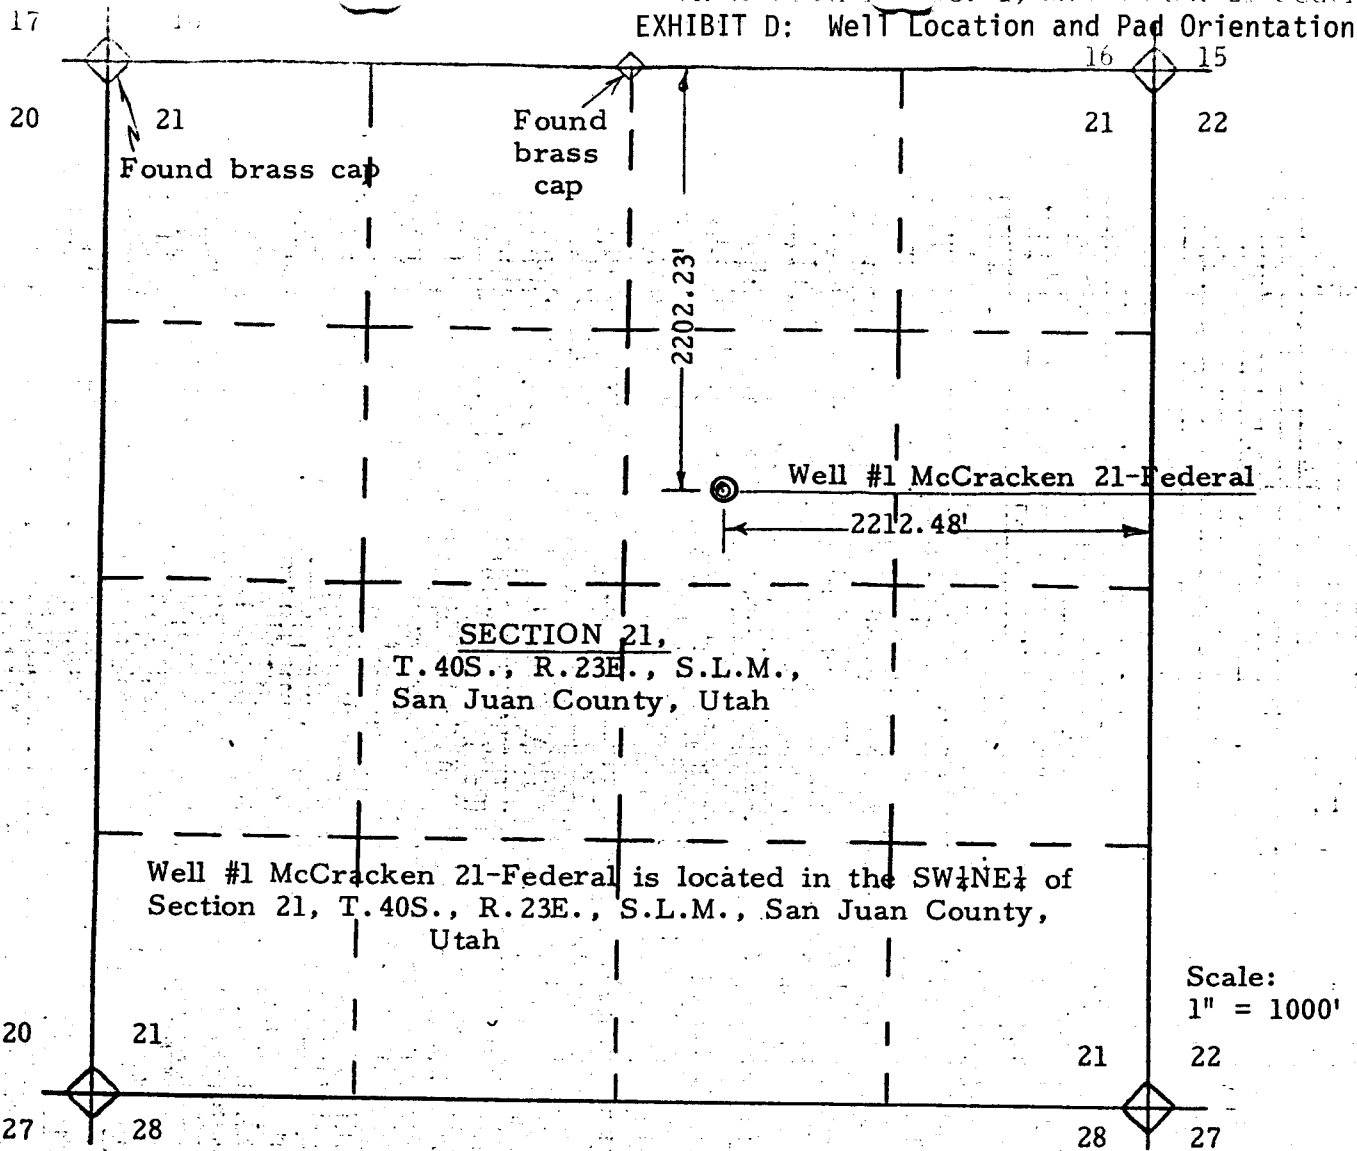 EXHIBIT D: Well Location and Pad Orientation
17 16
16 15
20 21
21 22
Found brass cap
Found
brass
cap
2202.23'
Well #1 McCracken 21-Federal
2212.48'
SECTION 21,
T.40S., R.23E., S.L.M.,
San Juan County, Utah
Well #1 McCracken 21-Federal is located in the SW¼NE¼ of
Section 21, T.40S., R.23E., S.L.M., San Juan County,
Utah
Scale:
1" = 1000'
20 21
21 22
27 28
28 27